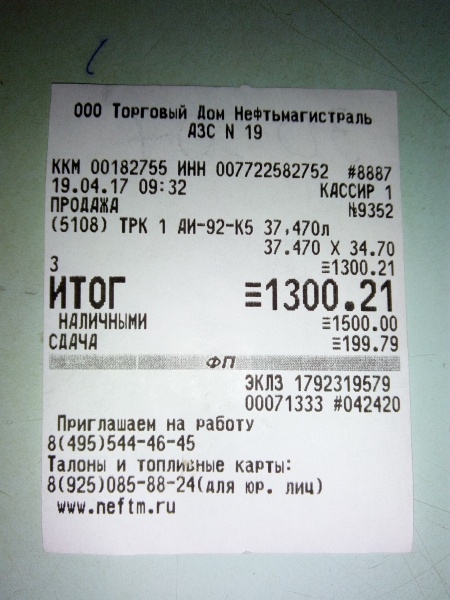 ООО Торговый Дом Нефтьмагистраль
АЗС N 19
ККМ 00182755 ИНН 007722582752 #8887
19.04.17 09:32 КАССИР 1
ПРОДАЖА №9352
(5108) ТРК 1 АИ-92-К5 37,470л
37.470 X 34.70
3 ≡1300.21
ИТОГ ≡1300.21
НАЛИЧНЫМИ ≡1500.00
СДАЧА ≡199.79
ФП
ЭКЛЗ 1792319579
00071333 #042420
Приглашаем на работу
8(495)544-46-45
Талоны и топливные карты:
8(925)085-88-24(для юр. лиц)
www.neftm.ru